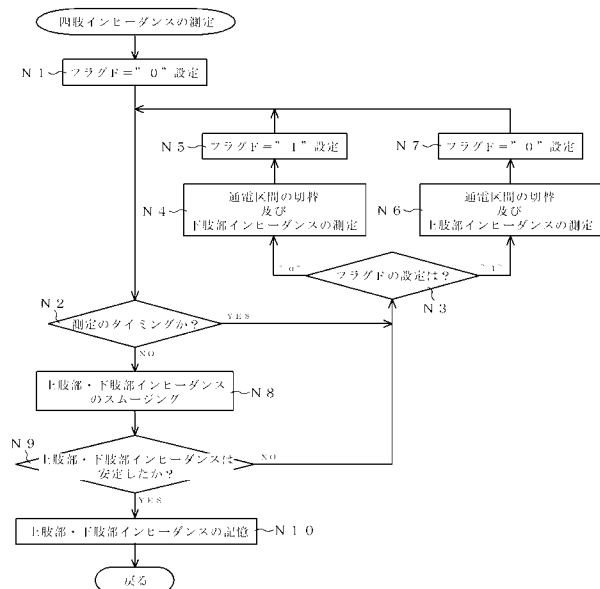 四肢インピーダンスの測定
N1
フラグF=”0”設定
N5
フラグF=”1”設定
N7
フラグF=”0”設定
N4
通電区間の切替
及び
下肢部インピーダンスの測定
N6
通電区間の切替
及び
上肢部インピーダンスの測定
”0”
フラグFの設定は？
”1”
N3
N2
測定のタイミングか？
YES
NO
上肢部・下肢部インピーダンス
のスムージング
N8
N9
上肢部・下肢部インピーダンスは
安定したか？
NO
YES
上肢部・下肢部インピーダンスの記憶
N10
戻る